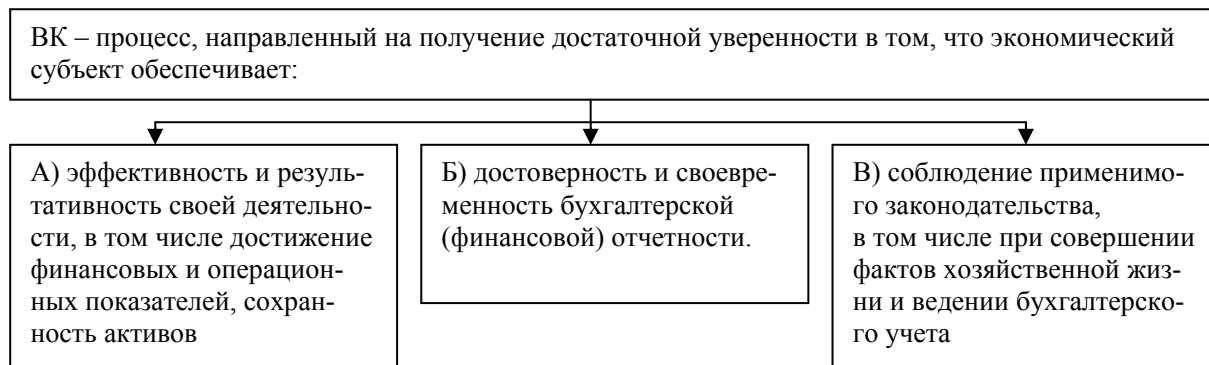 ВК – процесс, направленный на получение достаточной уверенности в том, что экономический
субъект обеспечивает:
А) эффективность и резуль-
тативность своей деятельно-
сти, в том числе достижение
финансовых и операцион-
ных показателей, сохран-
ность активов
Б) достоверность и своевре-
менность бухгалтерской
(финансовой) отчетности.
В) соблюдение применимо-
го законодательства,
в том числе при совершении
фактов хозяйственной жиз-
ни и ведении бухгалтерско-
го учета